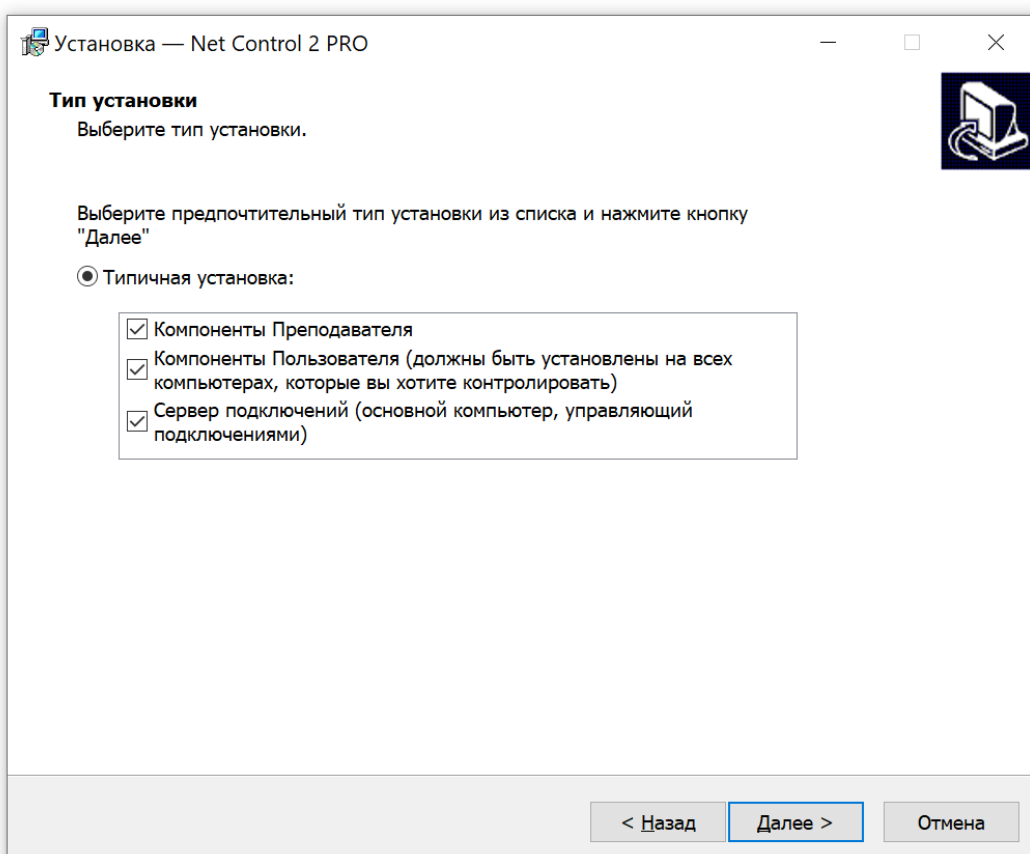 Установка — Net Control 2 PRO
Тип установки
Выберите тип установки.
Выберите предпочтительный тип установки из списка и нажмите кнопку
"Далее"
Типичная установка:
Компоненты Преподавателя
Компоненты Пользователя (должны быть установлены на всех
компьютерах, которые вы хотите контролировать)
Сервер подключений (основной компьютер, управляющий
подключениями)
< Назад
Далее >
Отмена